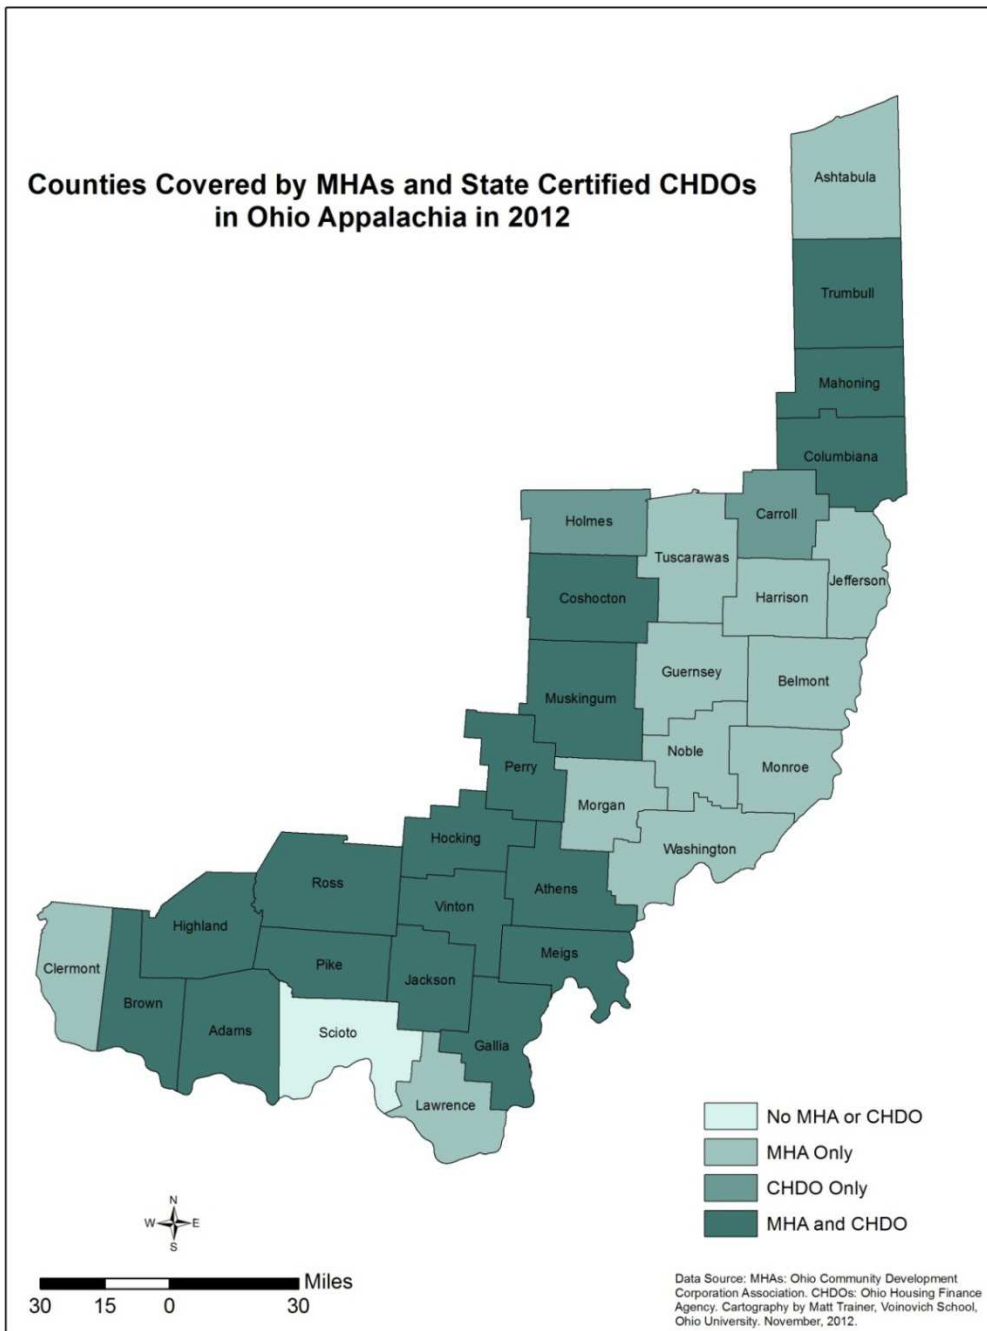 Counties Covered by MHAs and State Certified CHDOs
in Ohio Appalachia in 2012
Ashtabula
Trumbull
Mahoning
Columbiana
Carroll
Holmes
Tuscarawas
Jefferson
Harrison
Coshocton
Guernsey
Belmont
Muskingum
Noble
Monroe
Perry
Morgan
Hocking
Washington
Ross
Athens
Vinton
Highland
Meigs
Pike
Clermont
Jackson
Brown
Adams
Scioto
Gallia
Lawrence
No MHA or CHDO
MHA Only
CHDO Only
MHA and CHDO
N
W E
S
Miles
30 15 0 30
Data Source: MHAs: Ohio Community Development
Corporation Association. CHDOs: Ohio Housing Finance
Agency. Cartography by Matt Trainer, Voinovich School,
Ohio University. November, 2012.